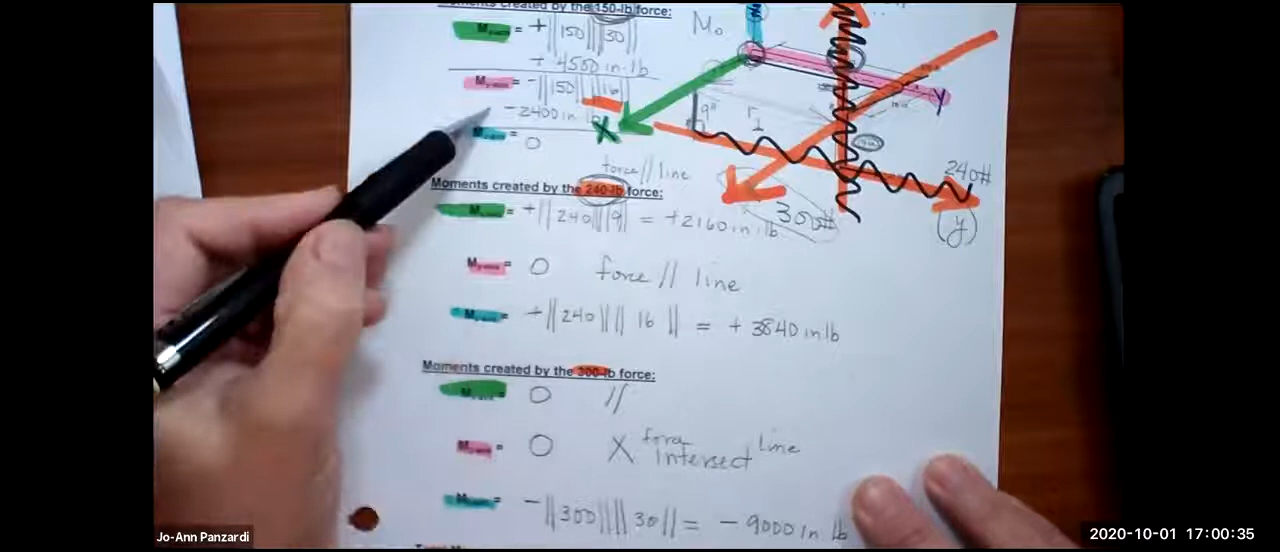 Moments created by the 150-lb force:
= + ||150|| ||30||
+ 4500 in·lb
= - ||150|| ||16||
- 2400 in lb
= 0
force // line
Moments created by the 240-lb force:
= + ||240|| ||9|| = +2160 in·lb
= 0 force // line
= + ||240|| || 16 || = + 3840 in lb
Moments created by the 300-lb force:
= 0 //
= 0 X force intersect line
= - ||300|| || 30 || = - 9000 in lb
Mo
Y
X
9"
240#
(y)
300#
Jo-Ann Panzardi
2020-10-01 17:00:35